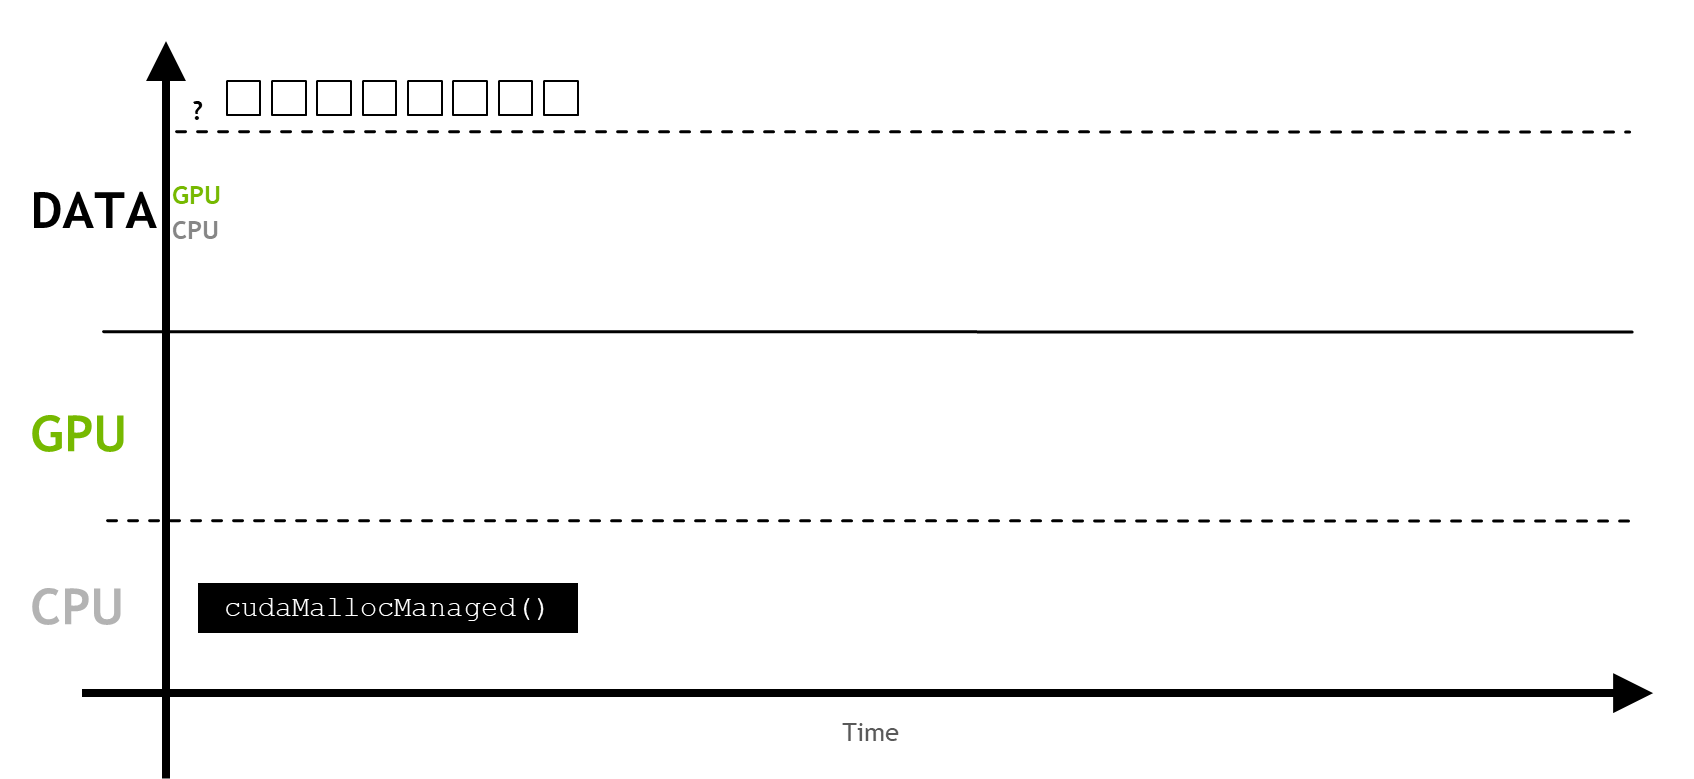 ?
DATA
GPU
CPU
GPU
CPU
cudaMallocManaged()
Time